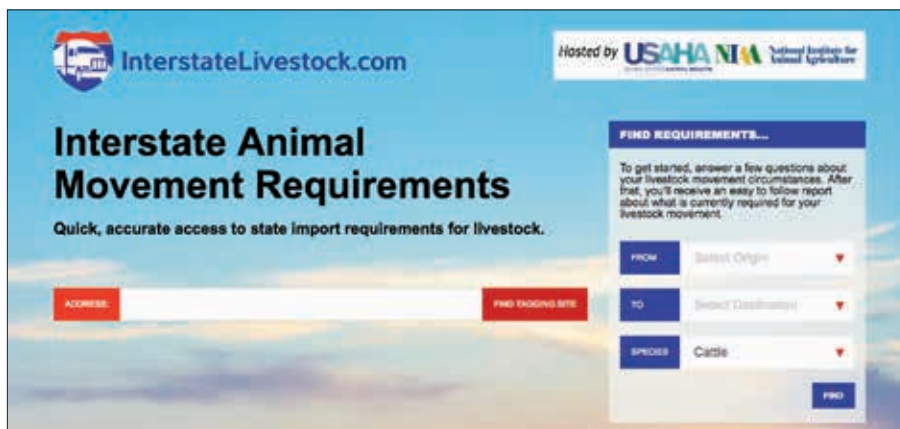 InterstateLivestock.com
Hosted by USAHA NIAA National Institute for
Animal Agriculture
Interstate Animal
Movement Requirements
Quick, accurate access to state import requirements for livestock.
ADDRESS:
FIND TAGGING SITE
FIND REQUIREMENTS...
To get started, answer a few questions about
your livestock movement circumstances. After
that, you'll receive an easy to follow report
about what is currently required for your
livestock movement.
FROM
Select Origin
TO
Select Destination
SPECIES
Cattle
FIND